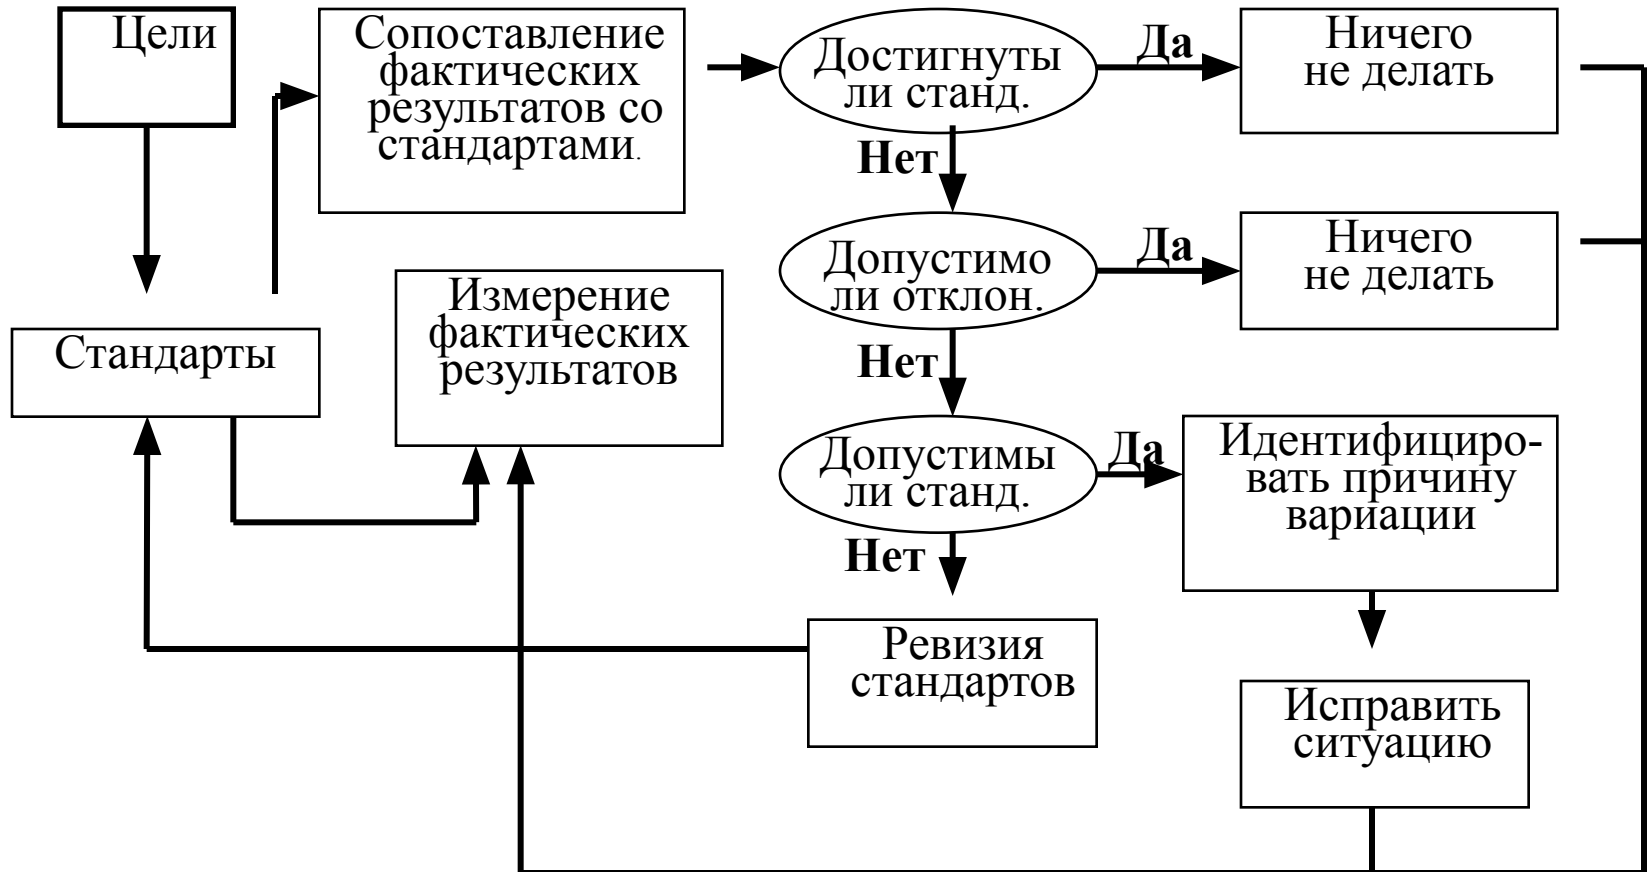 Цели
Сопоставление
фактических
результатов со
стандартами.
Достигнуты
ли станд.
Да
Ничего
не делать
Нет
Допустимо
ли отклон.
Да
Ничего
не делать
Измерение
фактических
результатов
Стандарты
Нет
Допустимы
ли станд.
Да
Идентифициро-
вать причину
вариации
Нет
Ревизия
стандартов
Исправить
ситуацию